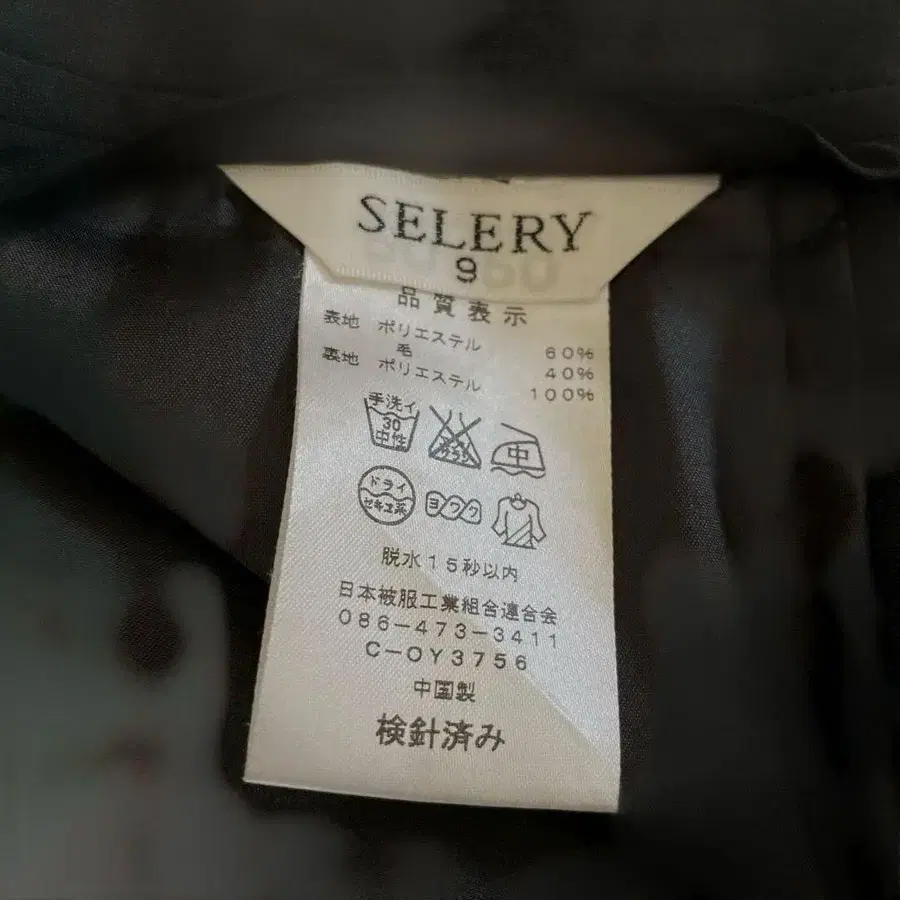 SELERY
9
品質表示
表地 ポリエステル 60%
毛 40%
裏地 ポリエステル 100%
手洗イ
30
中性
中
ドライ
セキユ系
ヨワク
脱水15秒以内
日本被服工業組合連合会
086-473-3411
C-OY3756
中国製
検針済み